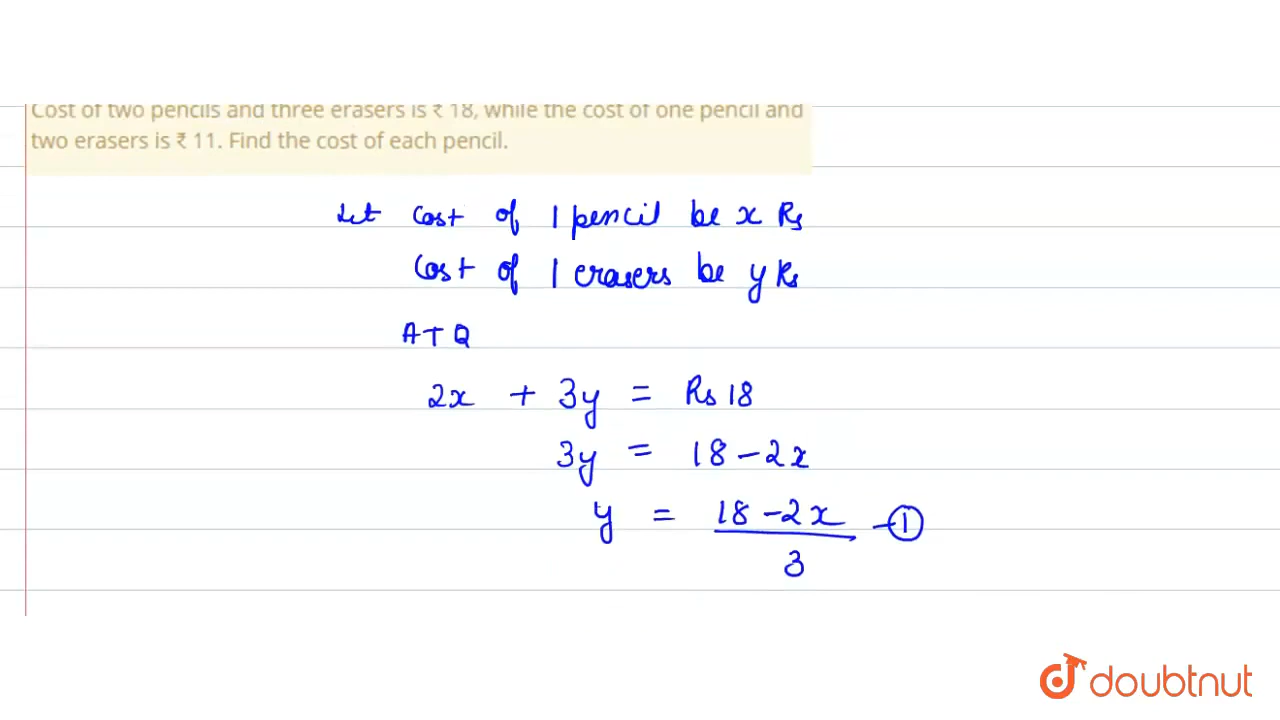 Cost of two pencils and three erasers is ₹ 18, while the cost of one pencil and
two erasers is ₹ 11. Find the cost of each pencil.
Let cost of 1 pencil be x Rs
Cost of 1 erasers be y Rs
ATQ
2x + 3y = Rs 18
3y = 18 - 2x
y = 18 - 2x / 3 - ①
doubtnut